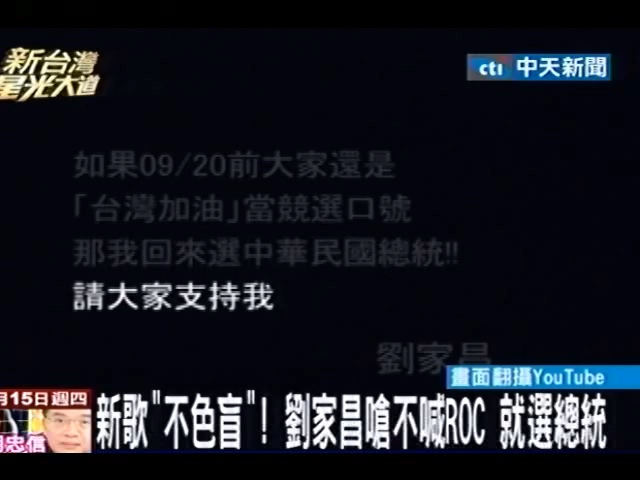 新台灣
星光大道
cti 中天新聞
如果09/20前大家還是
「台灣加油」當競選口號
那我回來選中華民國總統!!
請大家支持我
劉家昌
畫面翻攝YouTube
月15日週四
新歌"不色盲"! 劉家昌嗆不喊ROC 就選總統
忠信